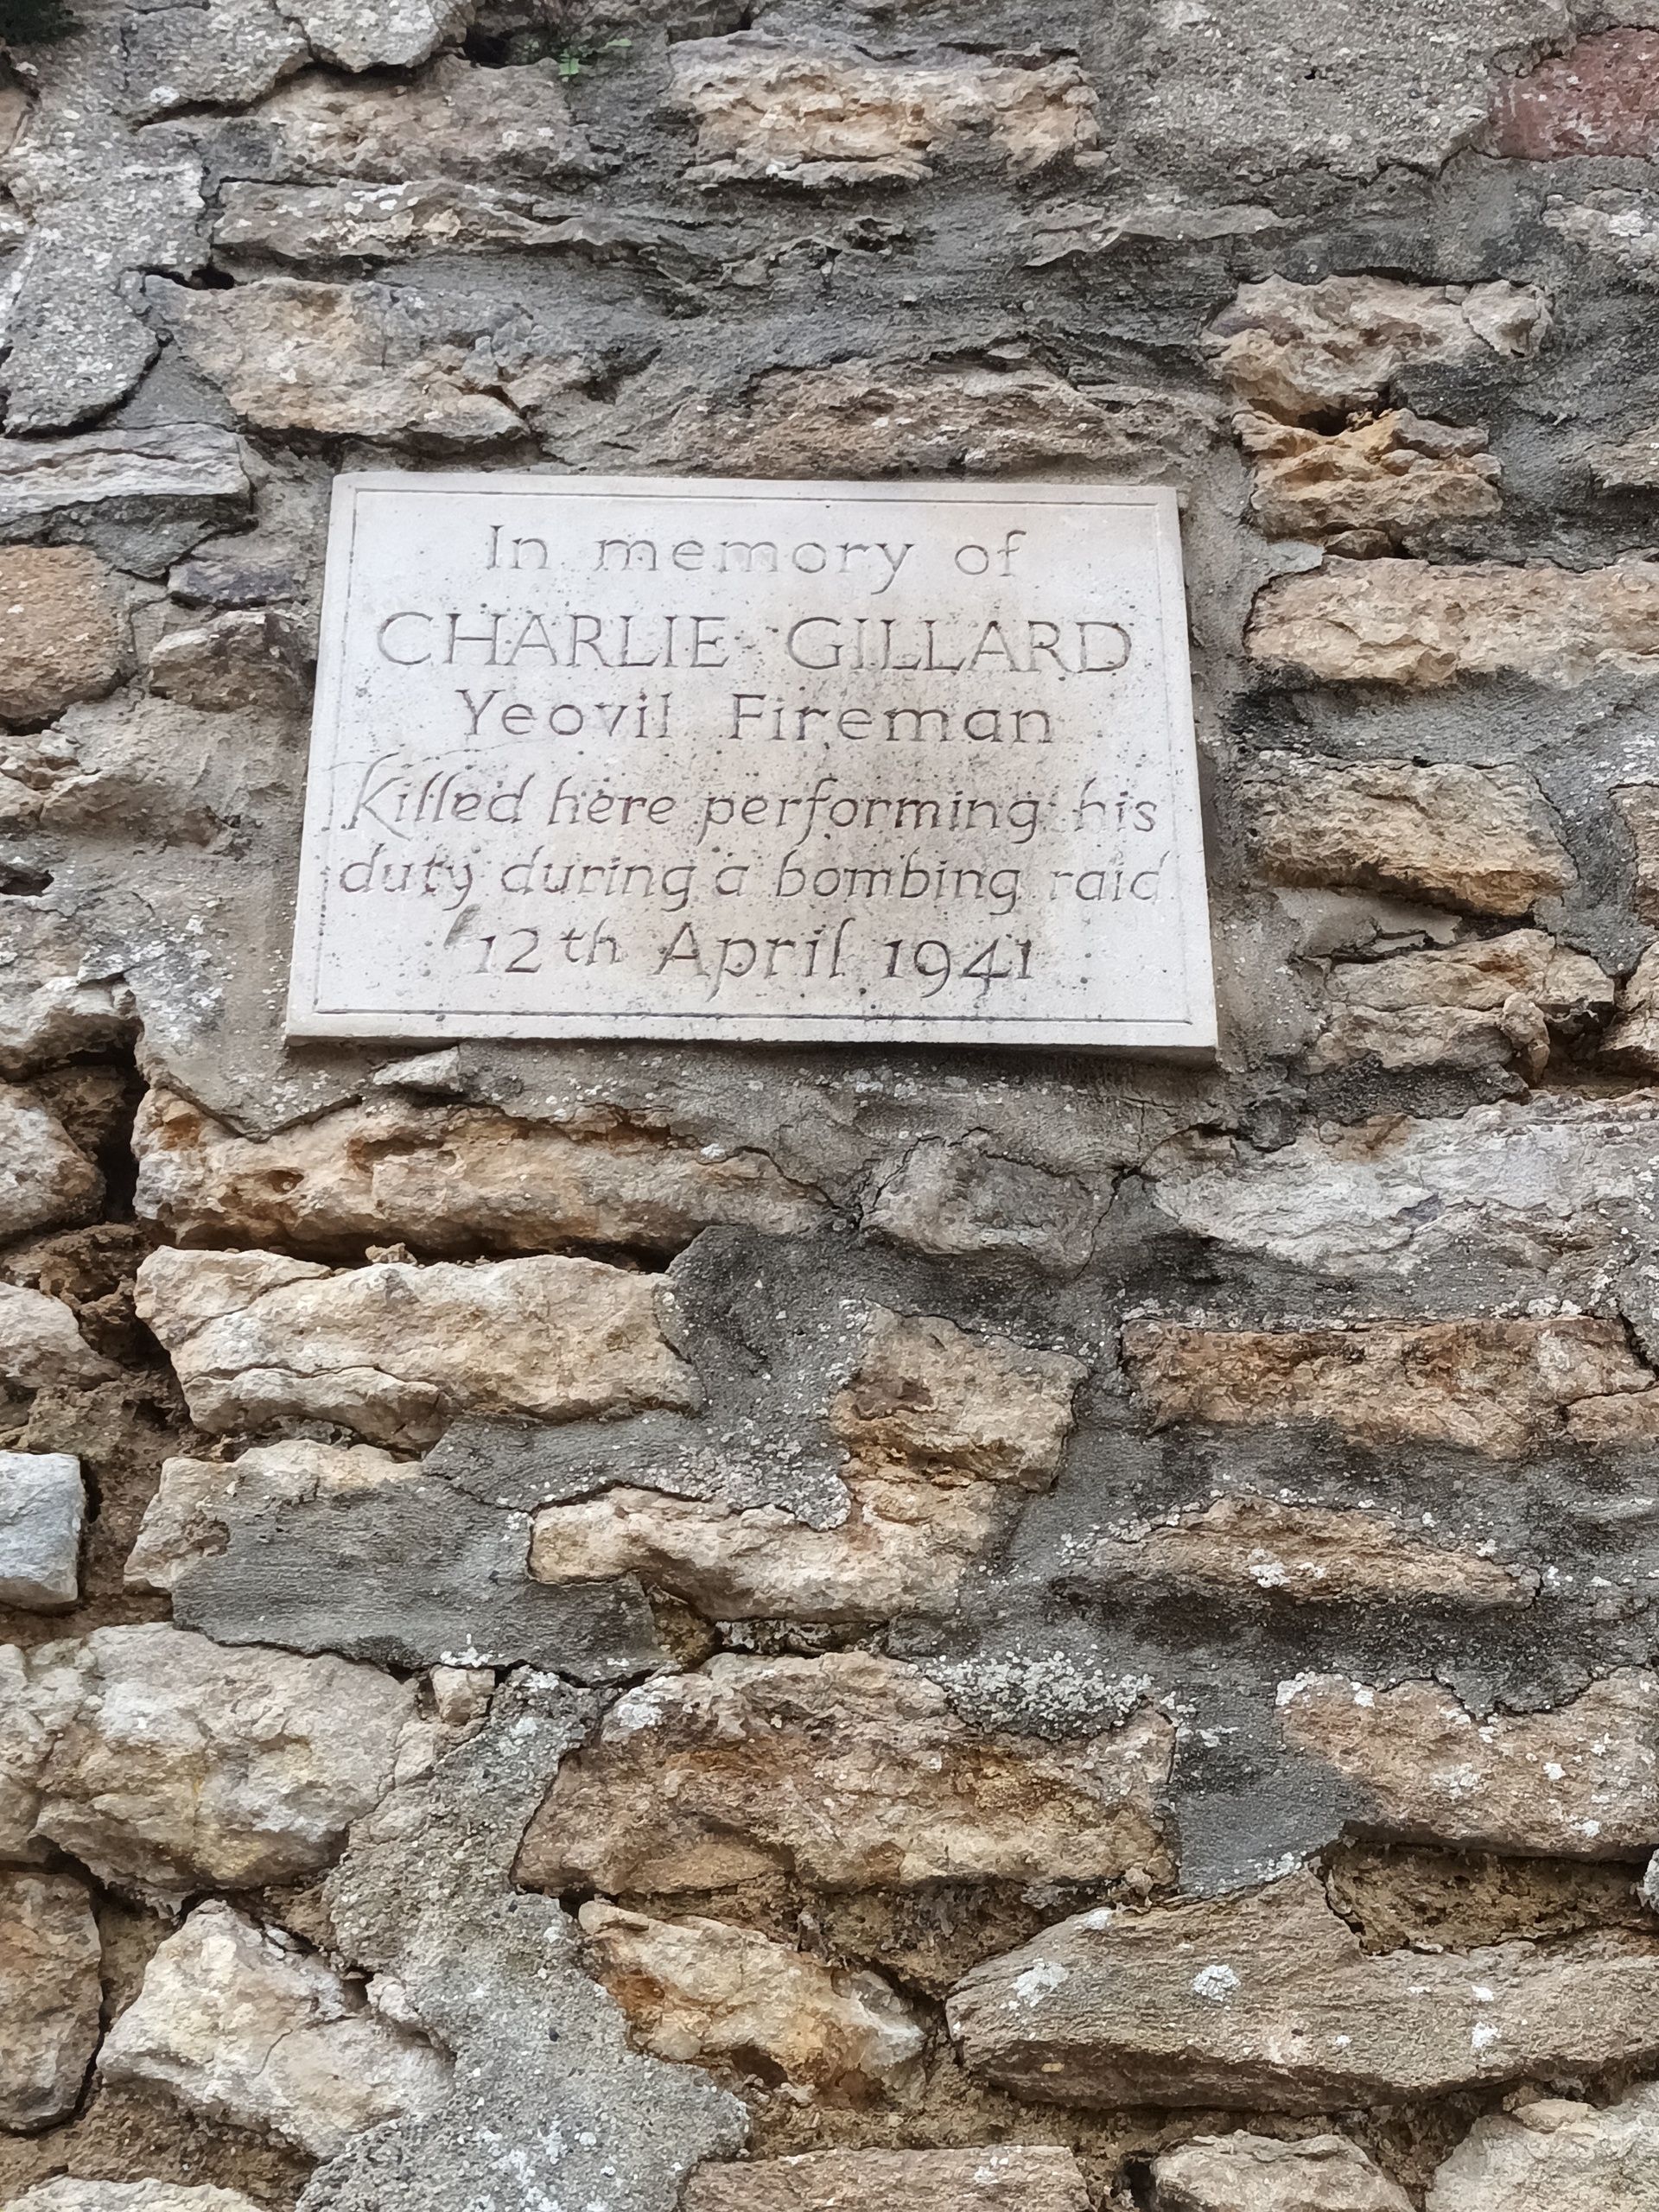 In memory of
CHARLIE GILLARD
Yeovil Fireman
Killed here performing his
duty during a bombing raid
12th April 1941